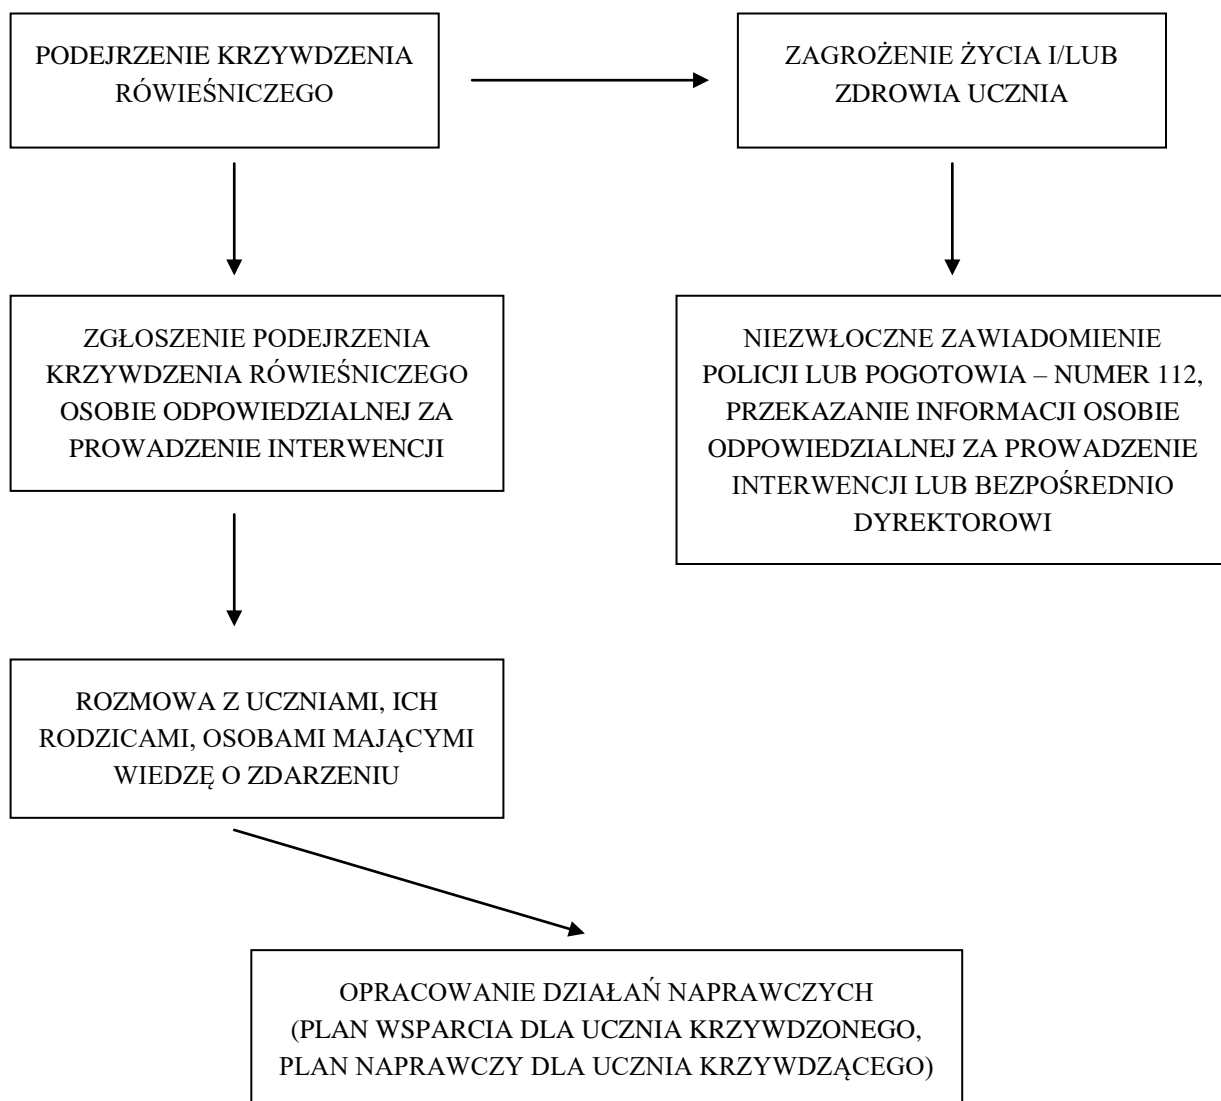 PODEJRZENIE KRZYWDZENIA
RÓWIEŚNICZEGO
ZAGROŻENIE ŻYCIA I/LUB
ZDROWIA UCZNIA
ZGŁOSZENIE PODEJRZENIA
KRZYWDZENIA RÓWIEŚNICZEGO
OSOBIE ODPOWIEDZIALNEJ ZA
PROWADZENIE INTERWENCJI
NIEZWŁOCZNE ZAWIADOMIENIE
POLICJI LUB POGOTOWIA – NUMER 112,
PRZEKAZANIE INFORMACJI OSOBIE
ODPOWIEDZIALNEJ ZA PROWADZENIE
INTERWENCJI LUB BEZPOŚREDNIO
DYREKTOROWI
ROZMOWA Z UCZNIAMI, ICH
RODZICAMI, OSOBAMI MAJĄCYMI
WIEDZĘ O ZDARZENIU
OPRACOWANIE DZIAŁAŃ NAPRAWCZYCH
(PLAN WSPARCIA DLA UCZNIA KRZYWDZONEGO,
PLAN NAPRAWCZY DLA UCZNIA KRZYWDZĄCEGO)